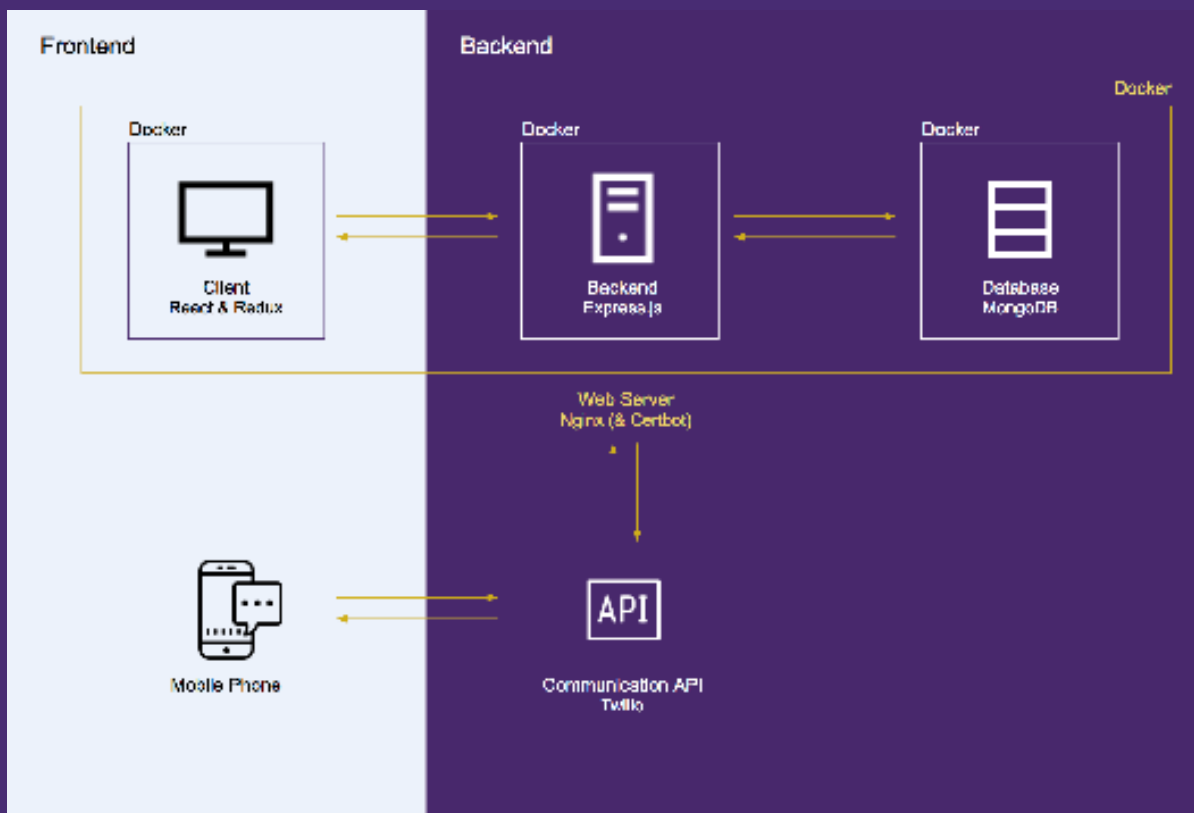 Frontend
Backend
Docker
Docker
Docker
Docker
Client
React & Redux
Backend
Express.js
Database
MongoDB
Web Server
Nginx (& Certbot)
API
Mobile Phone
Communication API
Twilio